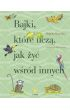 Bajki,
które uczą,
jak żyć
wśród innych